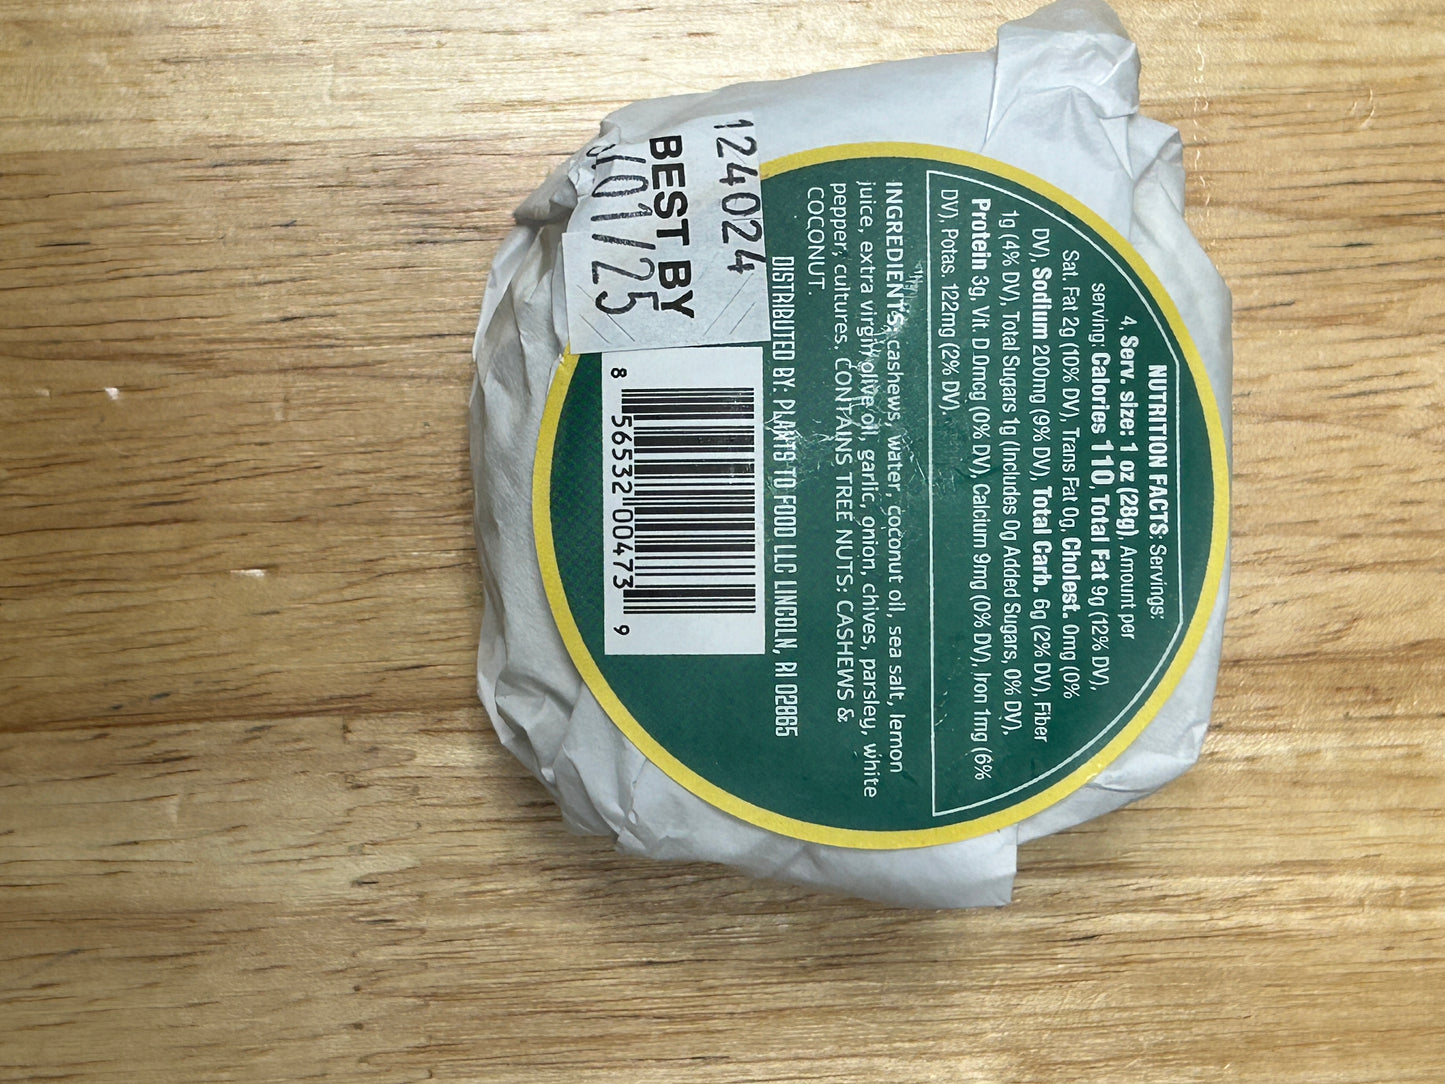 NUTRITION FACTS: Servings:
4, Serv. size: 1 oz (28g), Amount per
serving: Calories 110, Total Fat 9g (12% DV),
Sat. Fat 2g (10% DV), Trans Fat 0g, Cholest. 0mg (0%
DV), Sodium 200mg (9% DV), Total Carb. 6g (2% DV), Fiber
1g (4% DV), Total Sugars 1g (Includes 0g Added Sugars, 0% DV),
Protein 3g, Vit. D 0mcg (0% DV), Calcium 9mg (0% DV), Iron 1mg (6%
DV), Potas. 122mg (2% DV).
INGREDIENTS: cashews, water, coconut oil, sea salt, lemon
juice, extra virgin olive oil, garlic, onion, chives, parsley, white
pepper, cultures. CONTAINS TREE NUTS: CASHEWS &
COCONUT.
DISTRIBUTED BY: PLANTS TO FOOD LLC LINCOLN, RI 02865
124024
BEST BY
/01/25
8 56532 00473 9